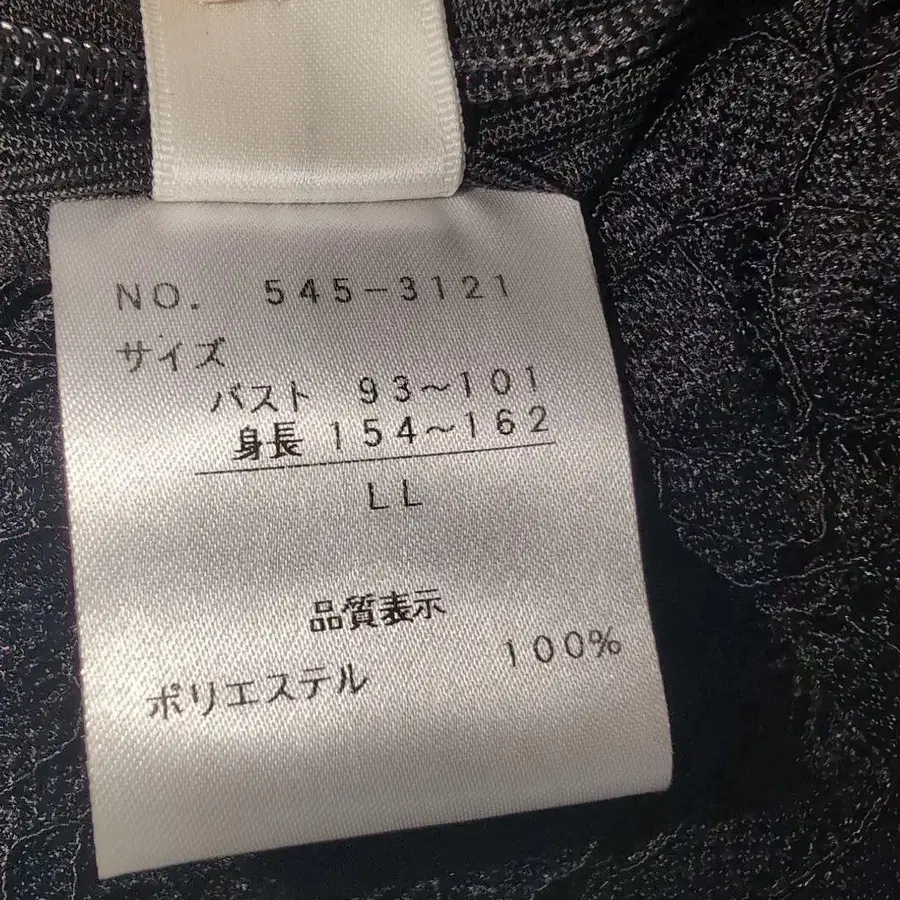 NO. 545-3121
サイズ
バスト 93~101
身長 154~162
LL
品質表示
ポリエステル 100%